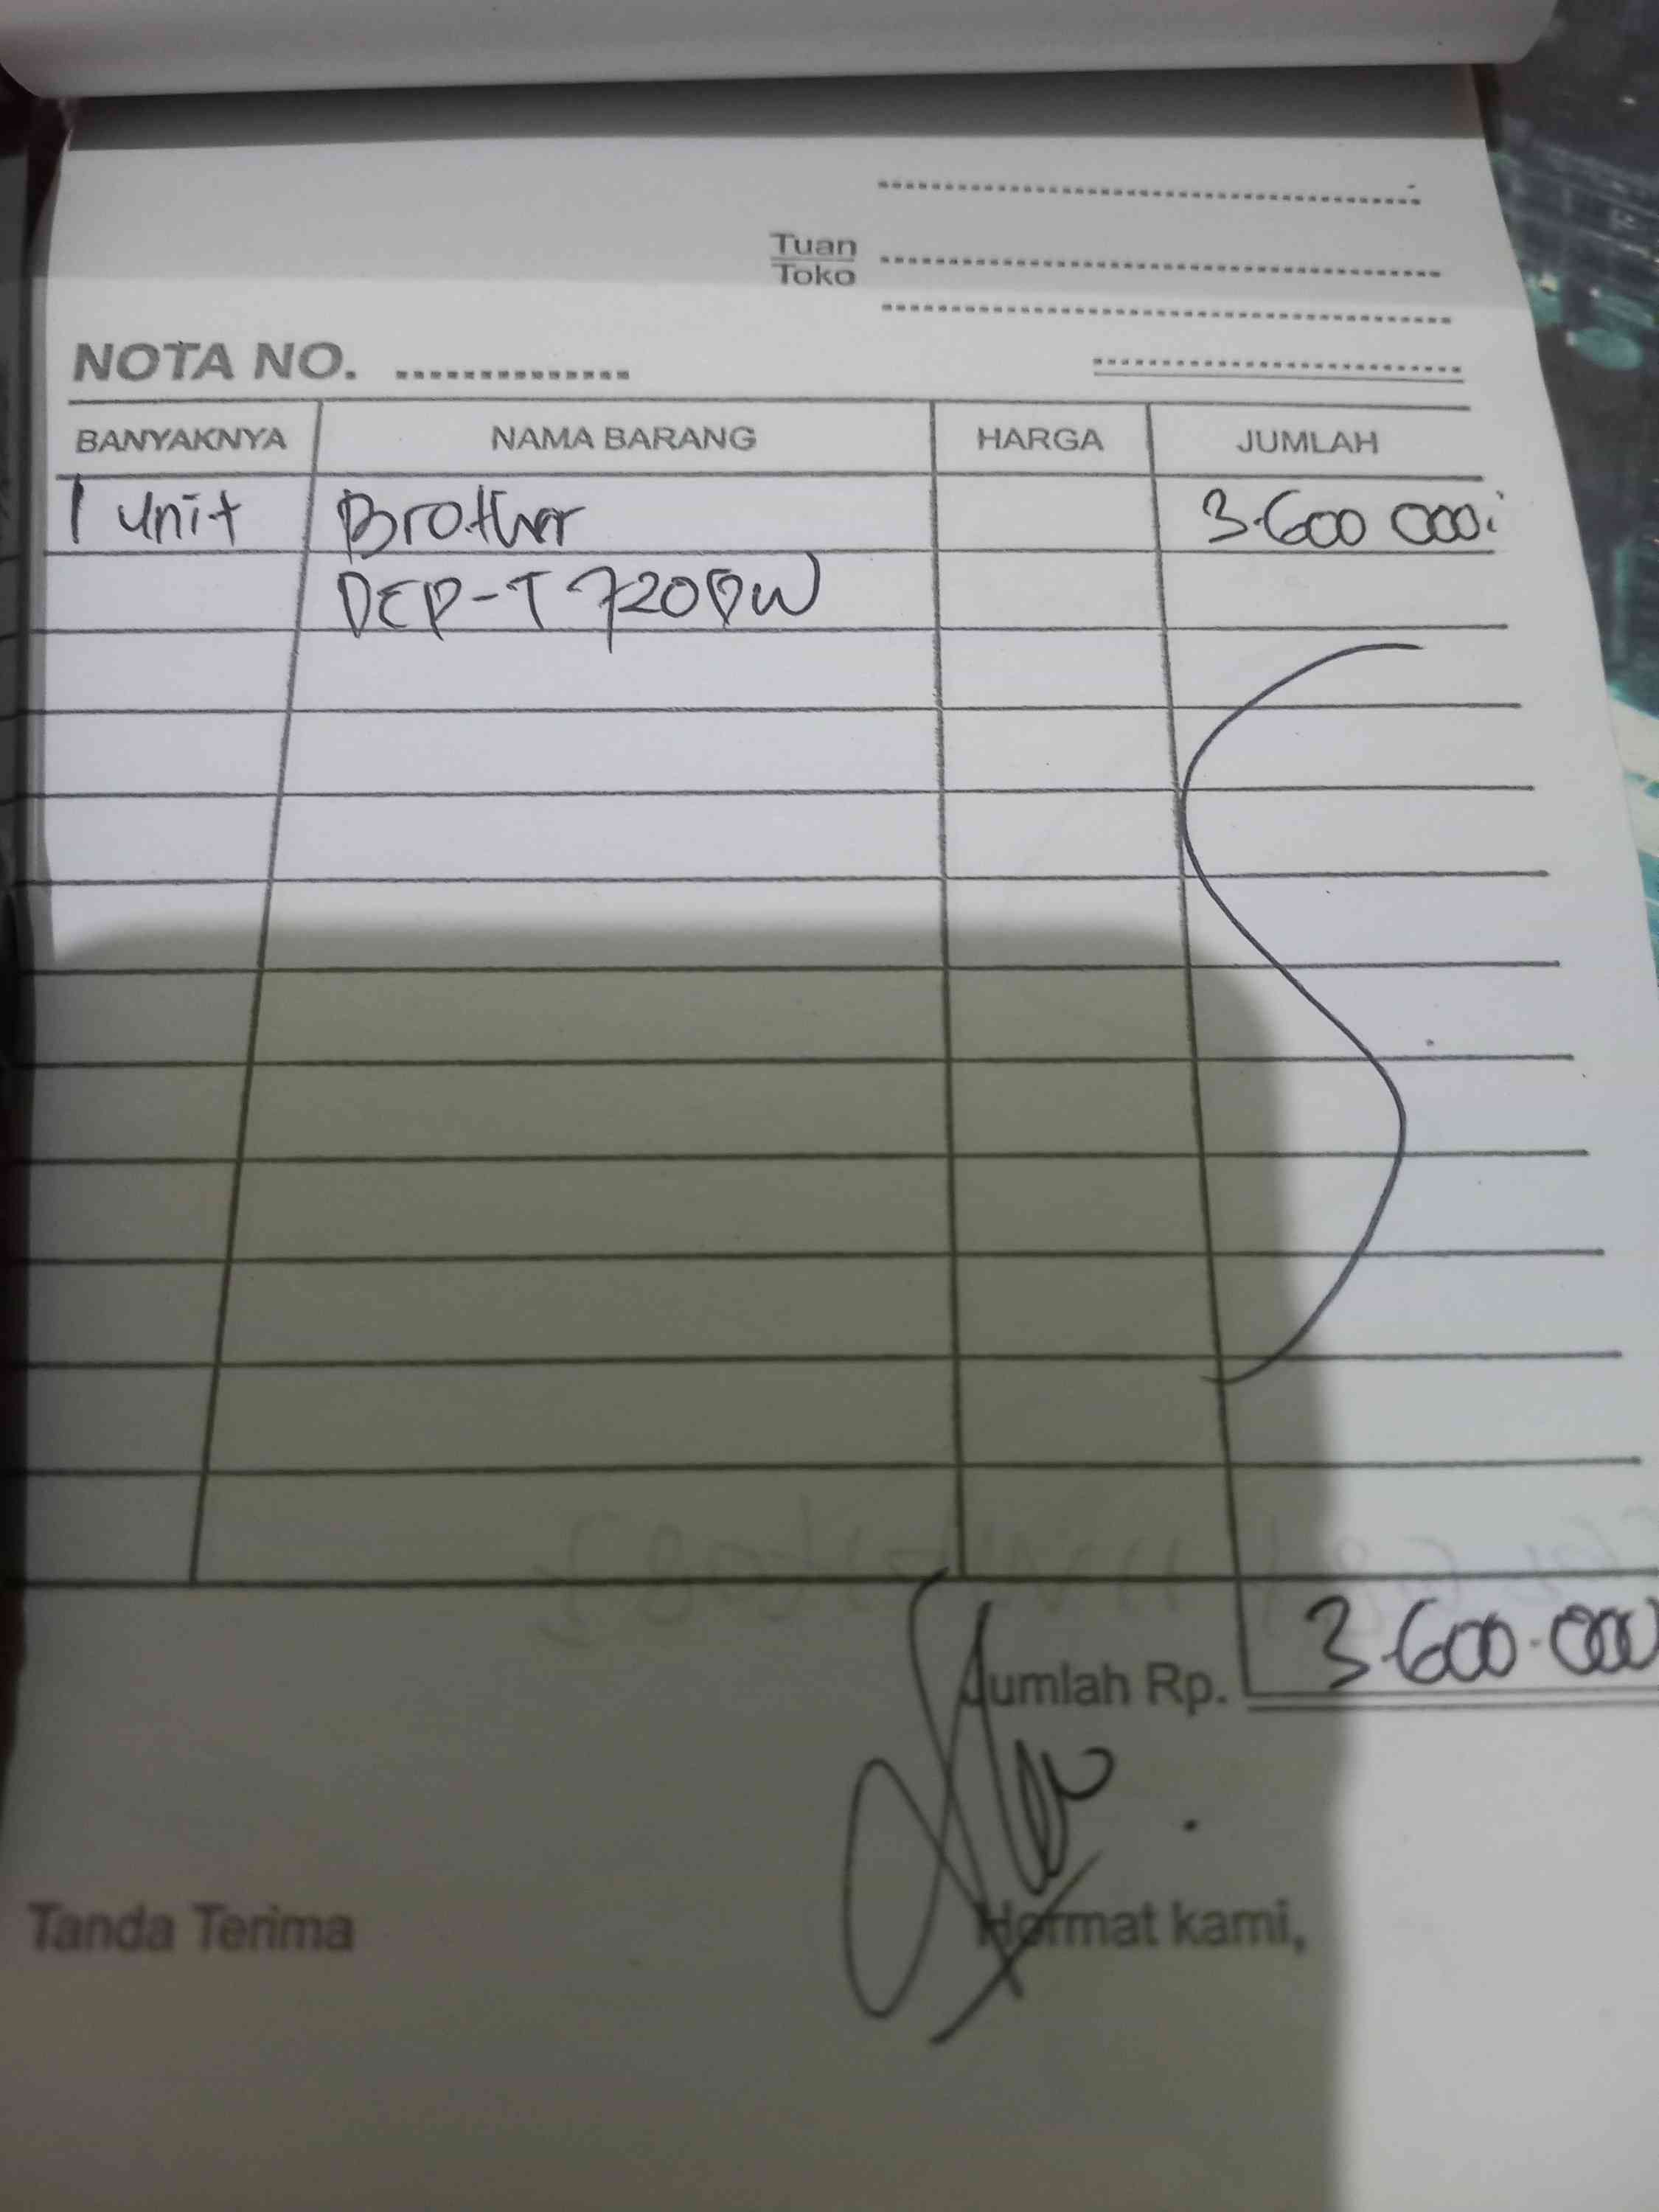 Tuan
Toko
NOTA NO. ...............
BANYAKNYA NAMA BARANG HARGA JUMLAH
1 unit Brother 3.600 000
DCP-T720DW
Jumlah Rp. 3.600.000
Tanda Terima Hormat kami,